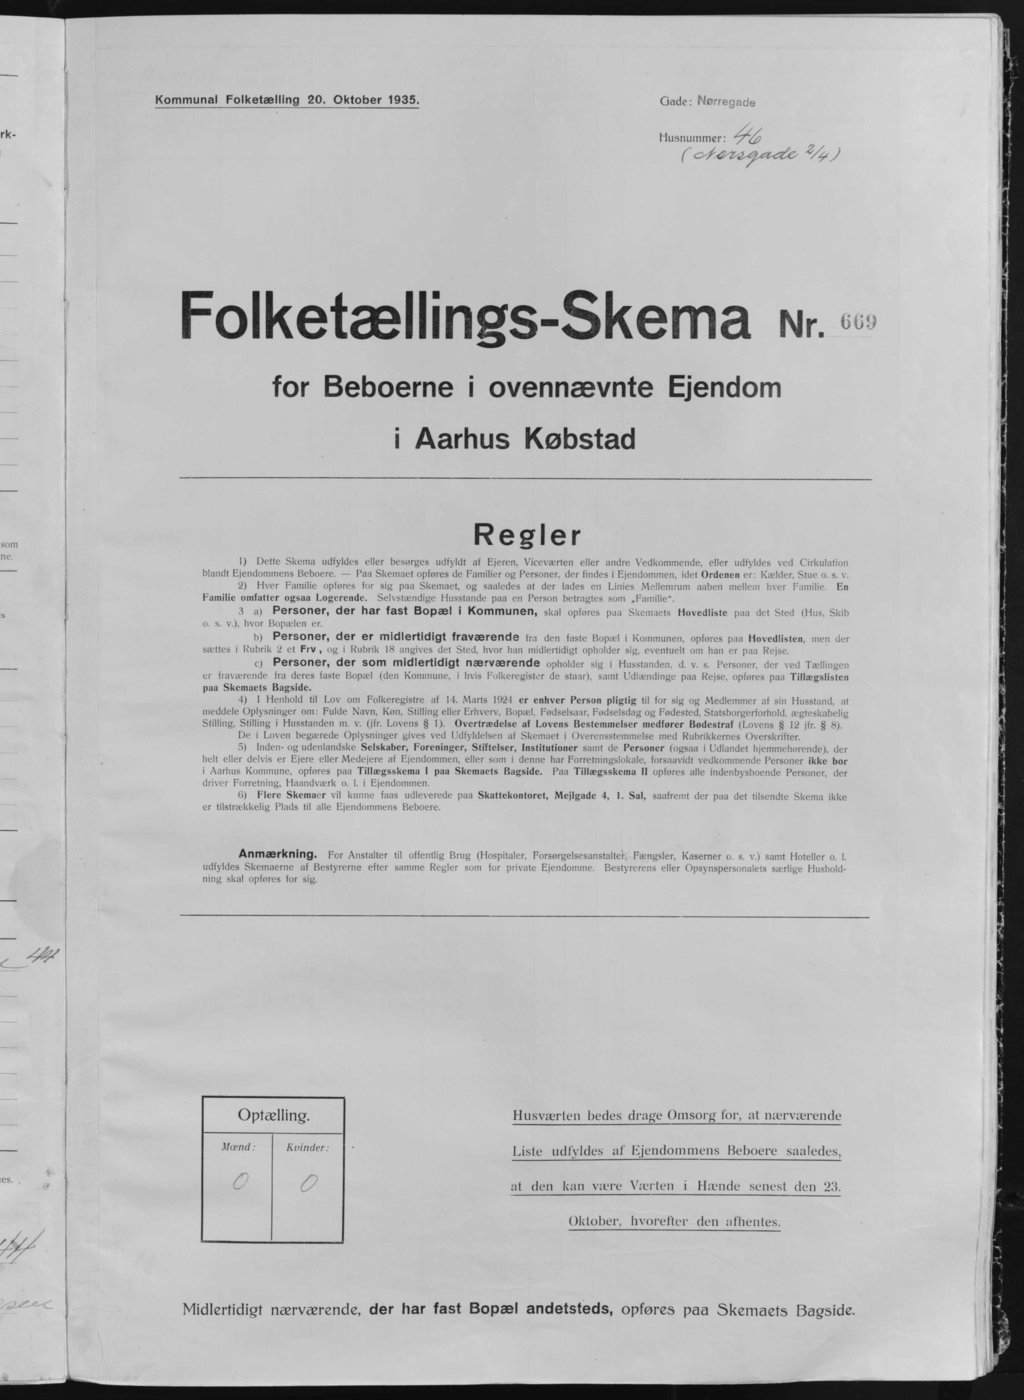 Kommunal Folketælling 20. Oktober 1935.
Gade: Nørregade
Husnummer: 46
(Norsgade 2/4)
Folketællings-Skema Nr. 669
for Beboerne i ovennævnte Ejendom
i Aarhus Købstad
Regler
1) Dette Skema udfyldes eller besørges udfyldt af Ejeren, Viceværten eller andre Vedkommende, eller udfyldes ved Cirkulation
blandt Ejendommens Beboere. — Paa Skemaet opføres de Familier og Personer, der findes i Ejendommen, idet Ordenen er: Kælder, Stue o. s. v.
2) Hver Familie opføres for sig paa Skemaet, og saaledes at der lades en Linies Mellemrum aaben mellem hver Familie. En
Familie omfatter ogsaa Logerende. Selvstændige Husstande paa en Person betragtes som „Familie“.
3 a) Personer, der har fast Bopæl i Kommunen, skal opføres paa Skemaets Hovedliste paa det Sted (Hus, Skib
o. s. v.), hvor Bopælen er.
b) Personer, der er midlertidigt fraværende fra den faste Bopæl i Kommunen, opføres paa Hovedlisten, men der
sættes i Rubrik 2 et Frv., og i Rubrik 18 angives det Sted, hvor han midlertidigt opholder sig, eventuelt om han er paa Rejse.
c) Personer, der som midlertidigt nærværende opholder sig i Husstanden, d. v. s. Personer, der ved Tællingen
er fraværende fra deres faste Bopæl (den Kommune, i hvis Folkeregister de staar), samt Udlændinge paa Rejse, opføres paa Tillægslisten
paa Skemaets Bagside.
4) I Henhold til Lov om Folkeregistre af 14. Marts 1924 er enhver Person pligtig til for sig og Medlemmer af sin Husstand, at
meddele Oplysninger om: Fulde Navn, Køn, Stilling eller Erhverv, Bopæl, Fødselsaar, Fødselsdag og Fødested, Statsborgerforhold, ægteskabelig
Stilling, Stilling i Husstanden m. v. (jfr. Lovens § 1). Overtrædelse af Lovens Bestemmelser medfører Bødestraf (Lovens § 12 jfr. § 8).
De i Loven begærede Oplysninger gives ved Udfyldelsen af Skemaet i Overensstemmelse med Rubrikkernes Overskrifter.
5) Inden- og udenlandske Selskaber, Foreninger, Stiftelser, Institutioner samt de Personer (ogsaa i Udlandet hjemmehørende), der
helt eller delvis er Ejere eller Medejere af Ejendommen, eller som i denne har Forretningslokale, forsaavidt vedkommende Personer ikke bor
i Aarhus Kommune, opføres paa Tillægsskema I paa Skemaets Bagside. Paa Tillægsskema II opføres alle indenbysboende Personer, der
driver Forretning, Haandværk o. l. i Ejendommen.
6) Flere Skemaer vil kunne faas udleverede paa Skattekontoret, Mejlgade 4, 1. Sal, saafremt der paa det tilsendte Skema ikke
er tilstrækkelig Plads til alle Ejendommens Beboere.
Anmærkning. For Anstalter til offentlig Brug (Hospitaler, Forsørgelsesanstalter, Fængsler, Kaserner o. s. v.) samt Hoteller o. l.
udfyldes Skemaerne af Bestyrerne efter samme Regler som for private Ejendomme. Bestyrerens eller Opsynspersonalets særlige Hushold-
ning skal opføres for sig.
Optælling.
Mænd: Kvinder:
0 0
Husværten bedes drage Omsorg for, at nærværende
Liste udfyldes af Ejendommens Beboere saaledes,
at den kan være Værten i Hænde senest den 23.
Oktober, hvorefter den afhentes.
Midlertidigt nærværende, der har fast Bopæl andetsteds, opføres paa Skemaets Bagside.
rk-
som
ne.
44
es.
44